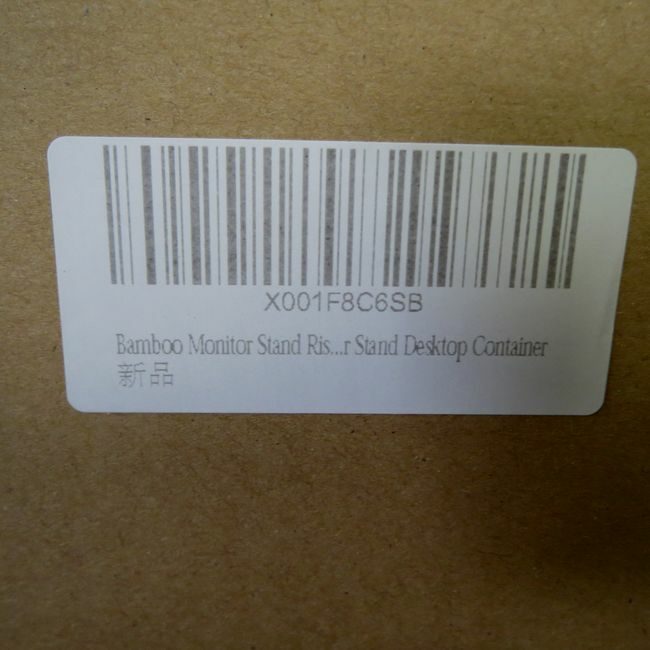 X001F8C6SB
Bamboo Monitor Stand Ris...r Stand Desktop Container
新品